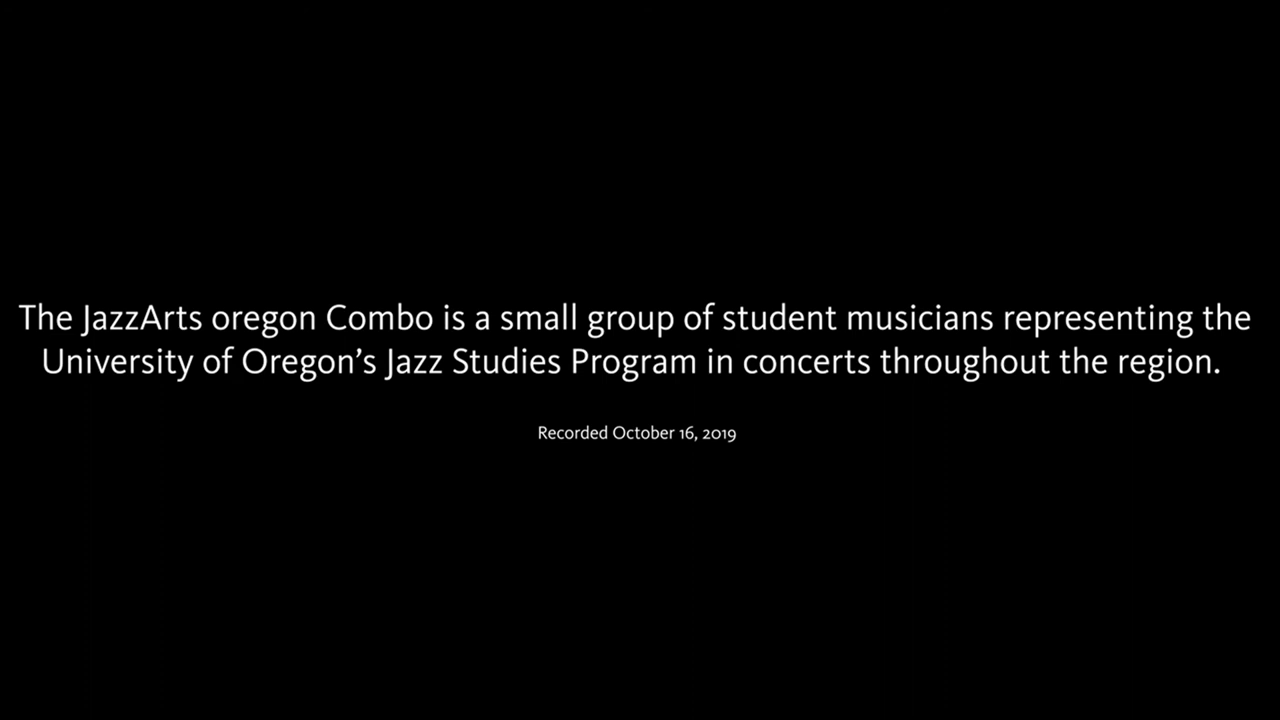 The JazzArts oregon Combo is a small group of student musicians representing the
University of Oregon’s Jazz Studies Program in concerts throughout the region.
Recorded October 16, 2019